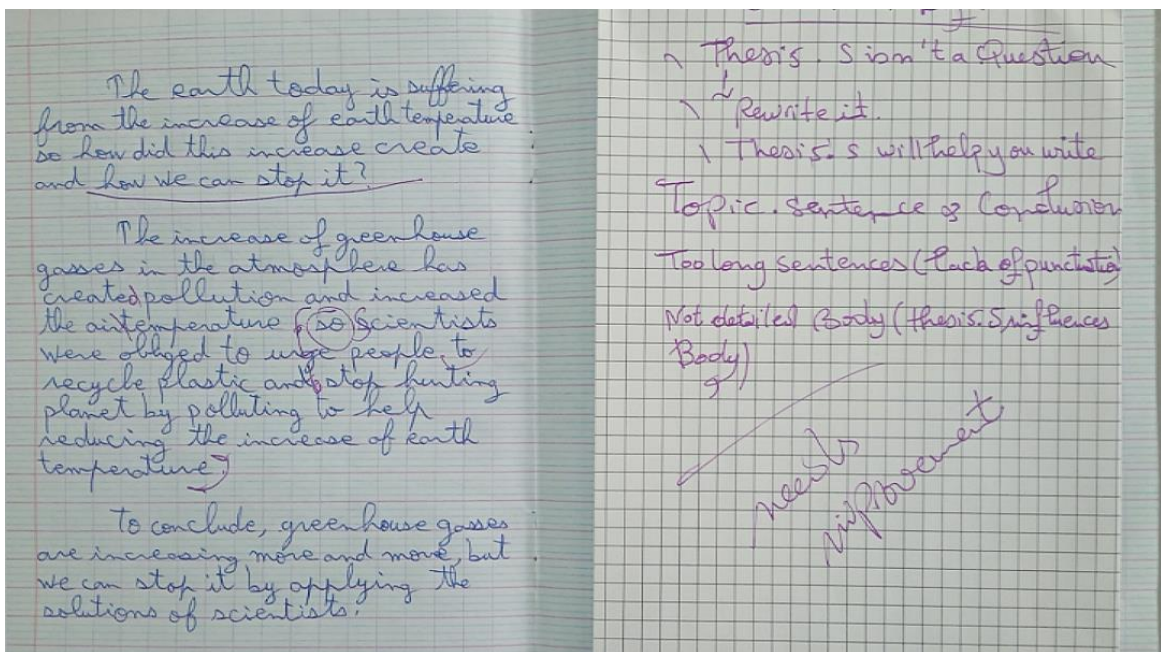 The earth today is suffering
from the increase of earth temperature
so how did this increase create
and how we can stop it?
The increase of greenhouse
gasses in the atmosphere has
created pollution and increased
the air temperature so Scientists
were obliged to urge people to
recycle plastic and stop hunting
planet by polluting to help
reducing the increase of earth
temperature
To conclude, greenhouse gasses
are increasing more and more, but
we can stop it by applying the
solutions of scientists.
Thesis. S isn't a Question
Rewrite it.
Thesis. s will help you write
Topic. Sentence & Conclusion
Too long sentences (lack of punctuation)
Not detailed Body (thesis. S influences
Body)
needs
improvement